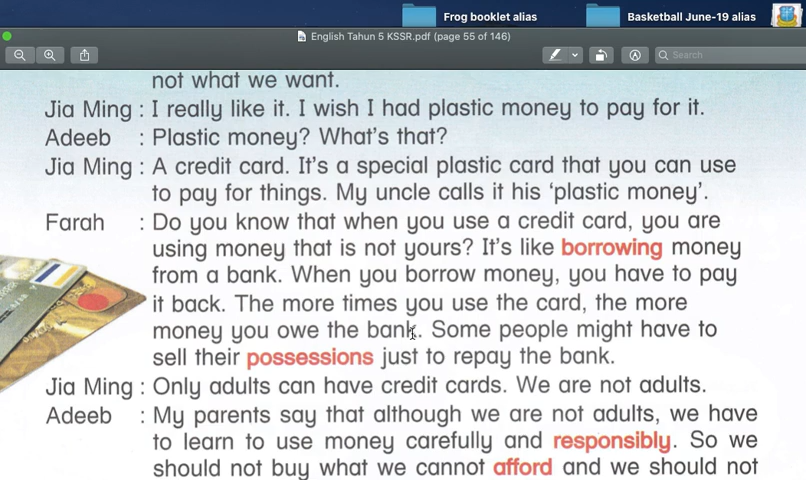 Frog booklet alias
Basketball June-19 alias
English Tahun 5 KSSR.pdf (page 55 of 146)
Search
not what we want.
Jia Ming : I really like it. I wish I had plastic money to pay for it.
Adeeb : Plastic money? What's that?
Jia Ming : A credit card. It's a special plastic card that you can use
to pay for things. My uncle calls it his 'plastic money'.
Farah : Do you know that when you use a credit card, you are
using money that is not yours? It's like borrowing money
from a bank. When you borrow money, you have to pay
it back. The more times you use the card, the more
money you owe the bank. Some people might have to
sell their possessions just to repay the bank.
Jia Ming : Only adults can have credit cards. We are not adults.
Adeeb : My parents say that although we are not adults, we have
to learn to use money carefully and responsibly. So we
should not buy what we cannot afford and we should not